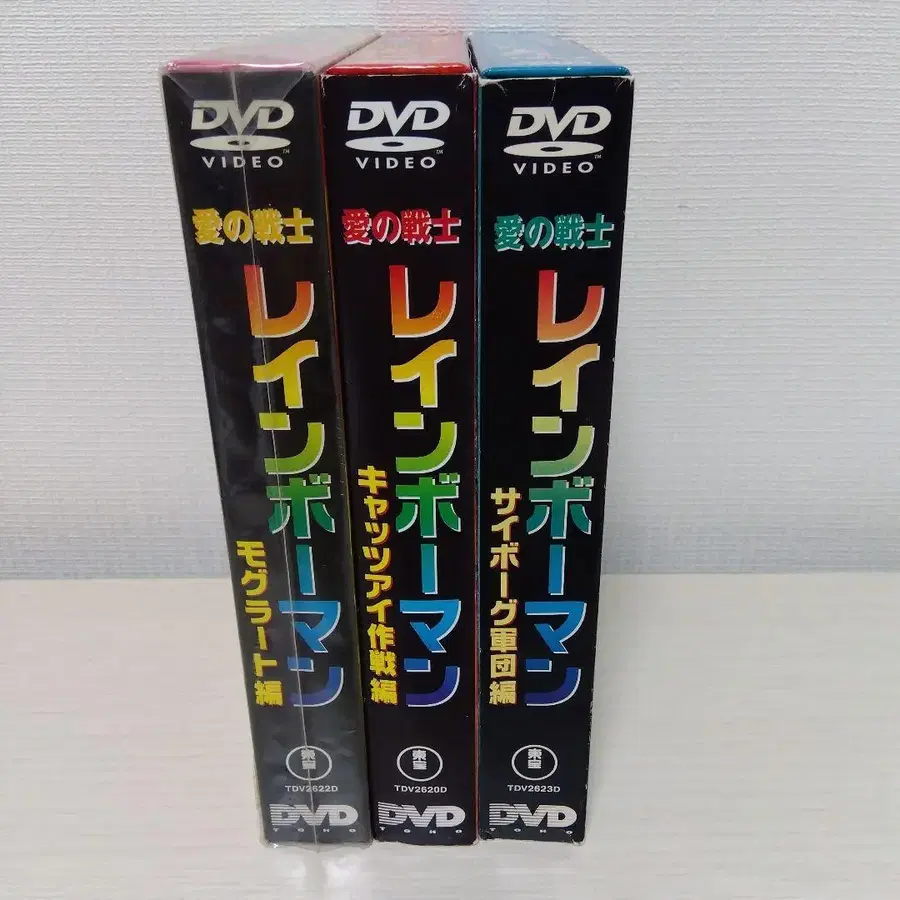 DVD
VIDEO
愛の戦士
レインボーマン
モグラート編
東宝
TDV2622D
DVD
TOHO
DVD
VIDEO
愛の戦士
レインボーマン
キャッツアイ作戦編
東宝
TDV2620D
DVD
TOHO
DVD
VIDEO
愛の戦士
レインボーマン
サイボーグ軍団編
東宝
TDV2623D
DVD
TOHO